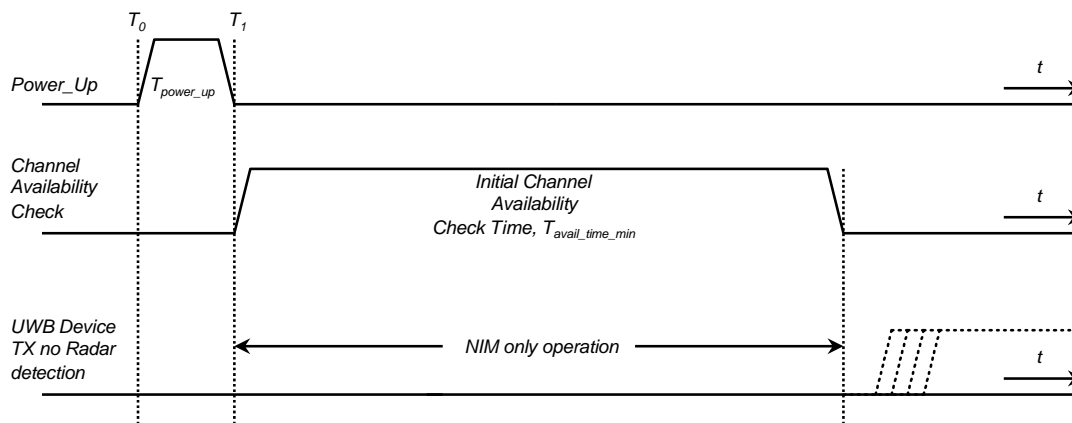 T0 T1
Power_Up
Tpower_up
t
Channel
Availability
Check
Initial Channel
Availability
Check Time, Tavail_time_min
t
UWB Device
TX no Radar
detection
NIM only operation
t